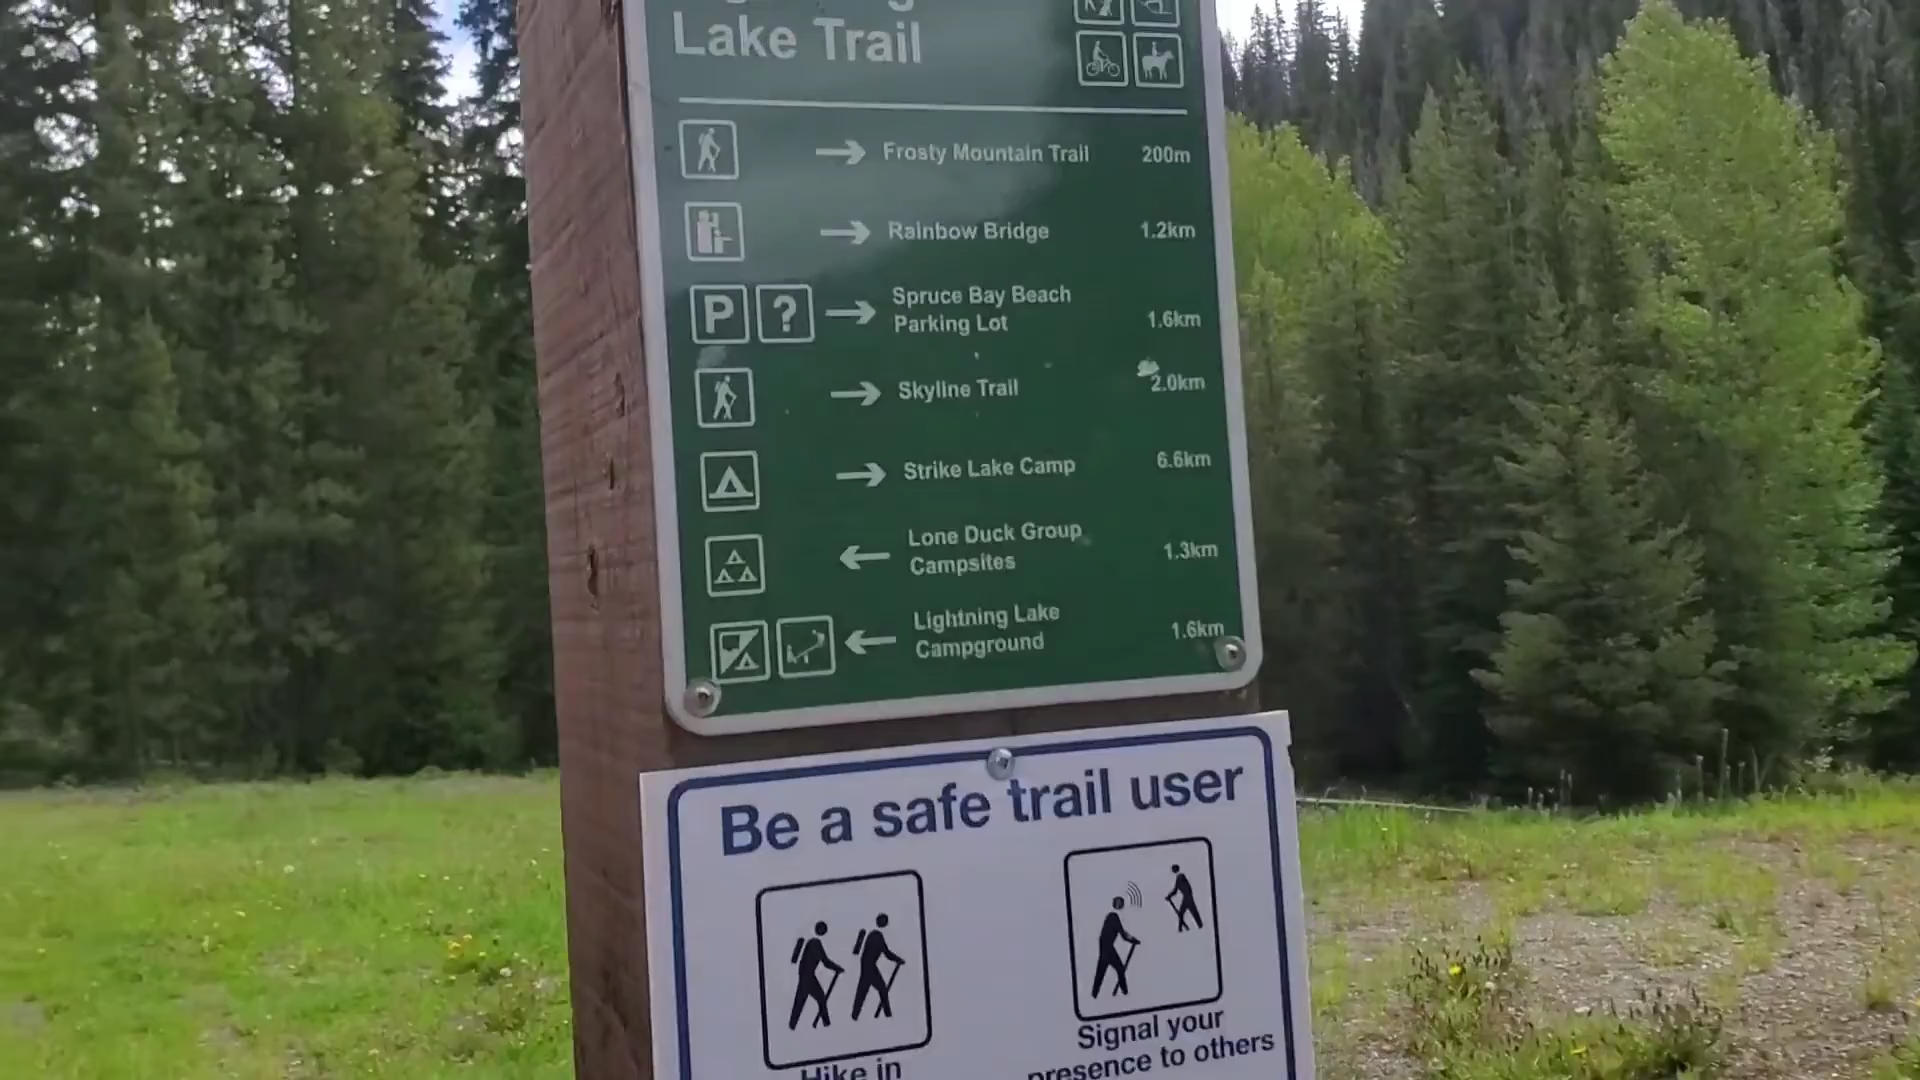 Lake Trail
Frosty Mountain Trail 200m
Rainbow Bridge 1.2km
P ? Spruce Bay Beach
Parking Lot 1.6km
Skyline Trail 2.0km
Strike Lake Camp 6.6km
Lone Duck Group
Campsites 1.3km
Lightning Lake
Campground 1.6km
Be a safe trail user
Hike in
Signal your
presence to others